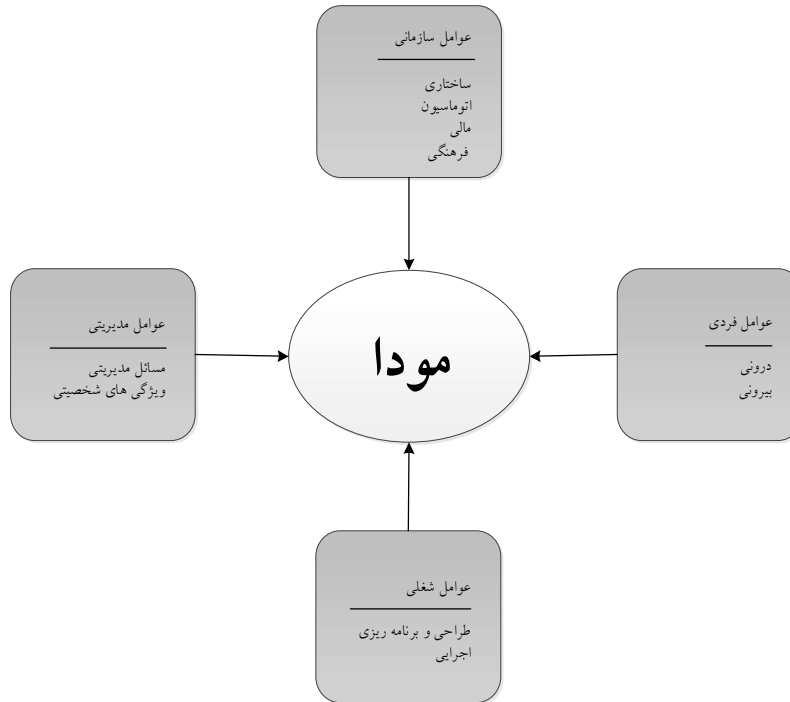 عوامل سازمانی
ساختاری
اتوماسیون
مالی
فرهنگی
عوامل فردی
درونی
بیرونی
مودا
عوامل مدیریتی
مسائل مدیریتی
ویژگی های شخصیتی
عوامل شغلی
طراحی و برنامه ریزی
اجرایی